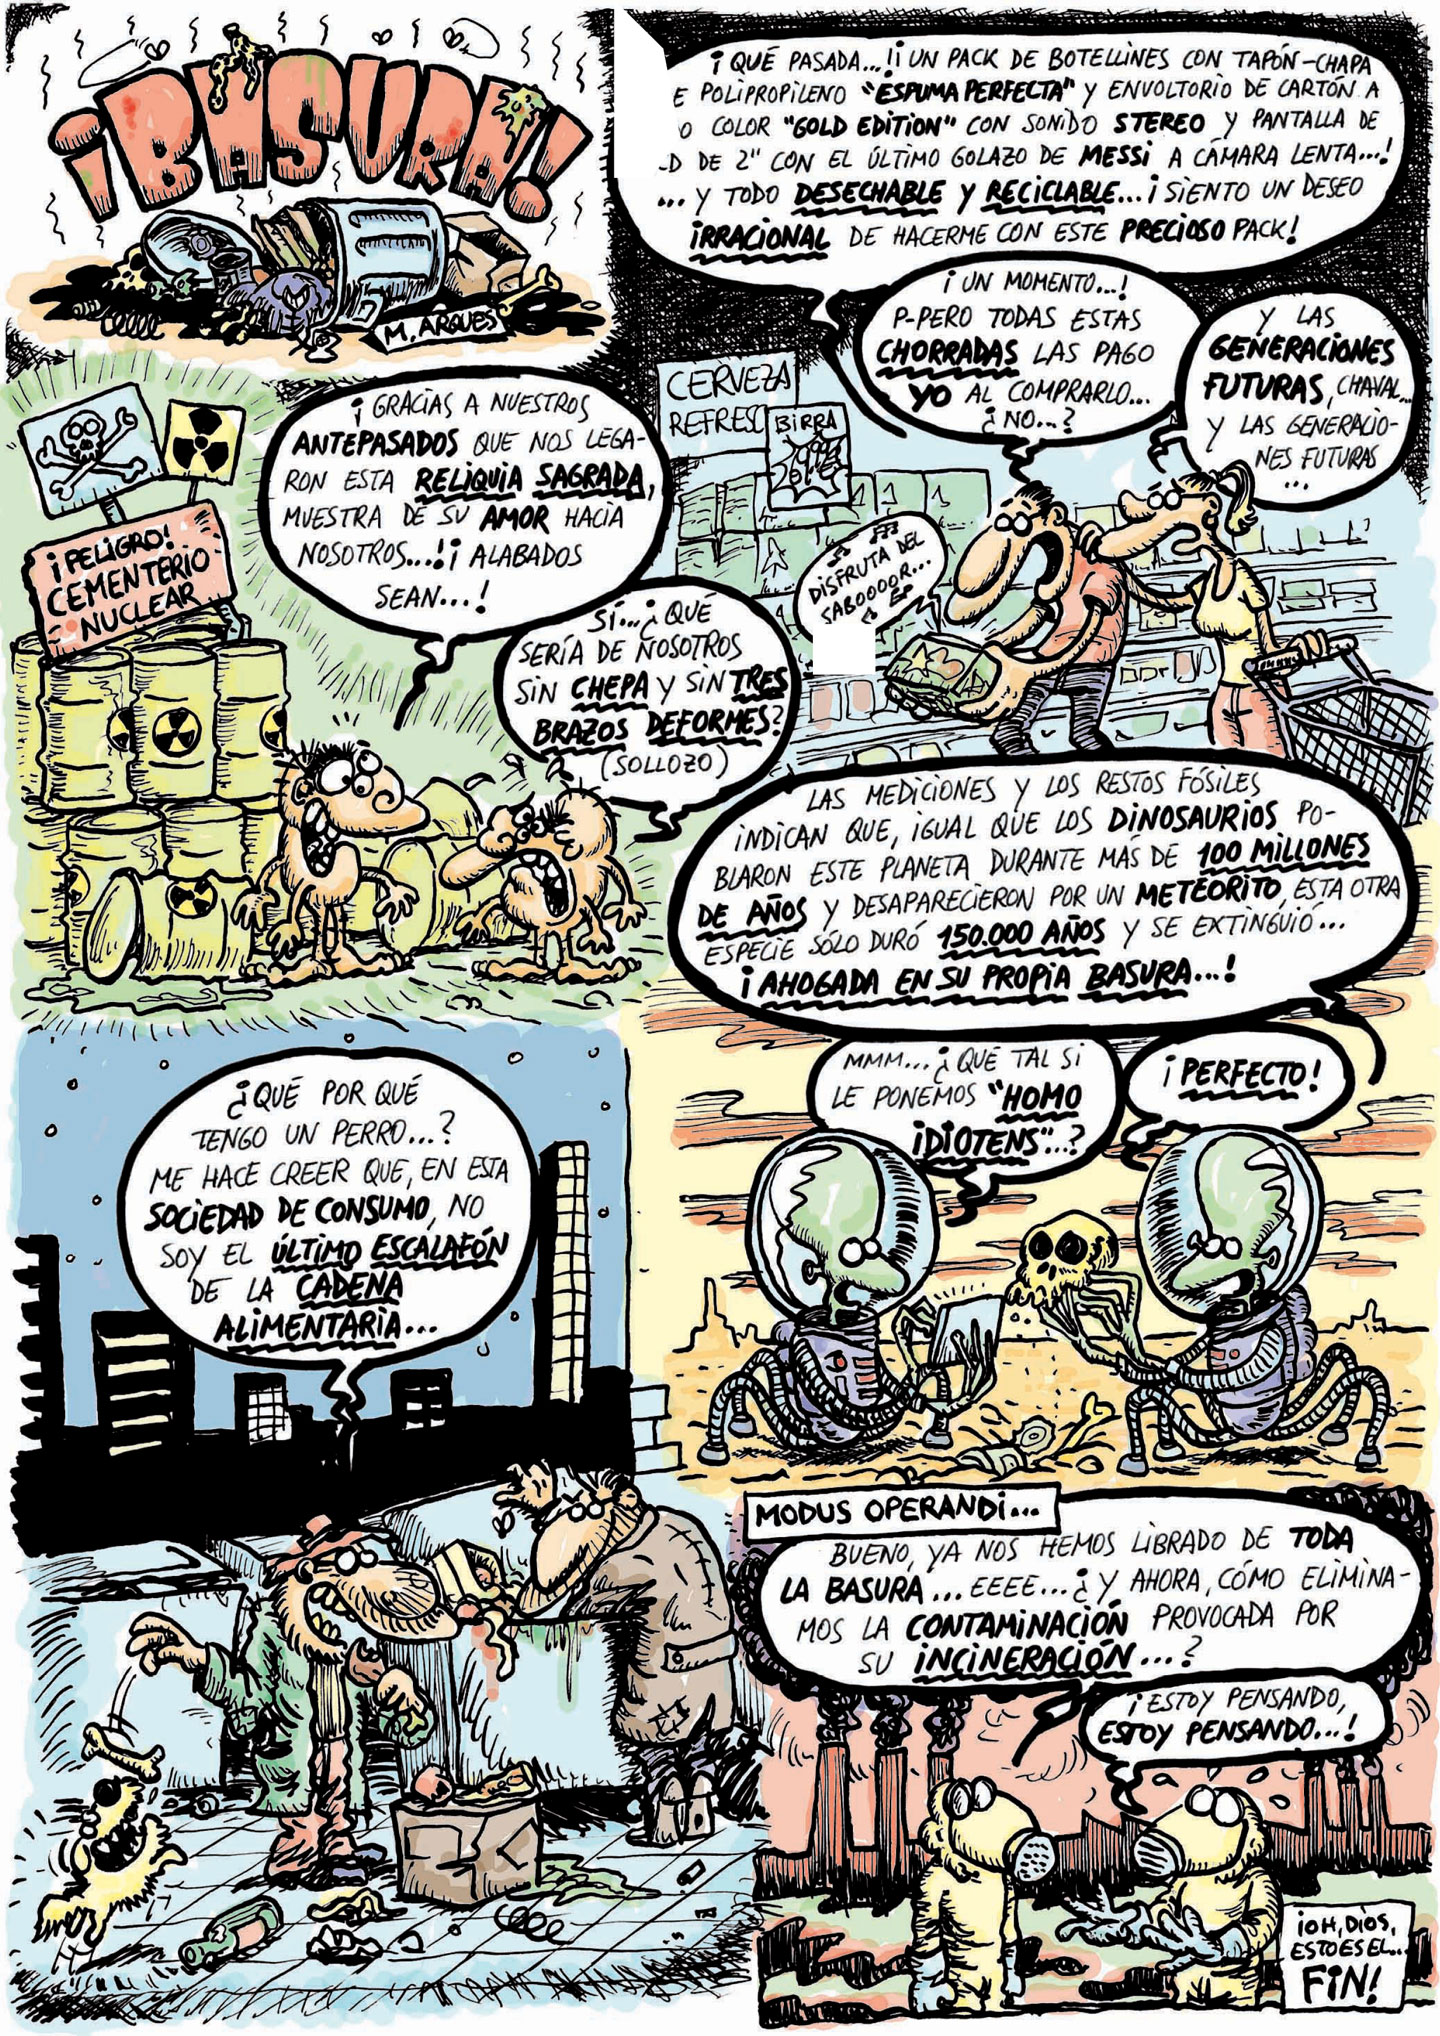 ¡BASURA!
M. ARQUES
¡QUÉ PASADA...!¡UN PACK DE BOTELLINES CON TAPÓN-CHAPA
E POLIPROPILENO "ESPUMA PERFECTA" Y ENVOLTORIO DE CARTÓN A
O COLOR "GOLD EDITION" CON SONIDO STEREO Y PANTALLA DE
D DE 2" CON EL ÚLTIMO GOLAZO DE MESSI A CÁMARA LENTA...!
... Y TODO DESECHABLE Y RECICLABLE...¡SIENTO UN DESEO
IRRACIONAL DE HACERME CON ESTE PRECIOSO PACK!
¡UN MOMENTO...!
P-PERO TODAS ESTAS
CHORRADAS LAS PAGO
YO AL COMPRARLO...
¿NO...?
Y LAS
GENERACIONES
FUTURAS, CHAVAL...
Y LAS GENERACIO-
NES FUTURAS
...
CERVEZA
REFRESC
BIRRA
DISFRUTA DEL
SABOOOR...
¡GRACIAS A NUESTROS
ANTEPASADOS QUE NOS LEGA-
RON ESTA RELIQUIA SAGRADA,
MUESTRA DE SU AMOR HACIA
NOSOTROS...!¡ALABADOS
SEAN...!
¡PELIGRO!
CEMENTERIO
NUCLEAR
SÍ...¿QUÉ
SERÍA DE NOSOTROS
SIN CHEPA Y SIN TRES
BRAZOS DEFORMES?
(SOLLOZO)
LAS MEDICIONES Y LOS RESTOS FÓSILES
INDICAN QUE, IGUAL QUE LOS DINOSAURIOS PO-
BLARON ESTE PLANETA DURANTE MÁS DE 100 MILLONES
DE AÑOS Y DESAPARECIERON POR UN METEORITO, ESTA OTRA
ESPECIE SÓLO DURÓ 150.000 AÑOS Y SE EXTINGUIÓ...
¡AHOGADA EN SU PROPIA BASURA...!
MMM...¿QUÉ TAL SI
LE PONEMOS "HOMO
IDIOTENS"...?
¡PERFECTO!
¿QUÉ POR QUÉ
TENGO UN PERRO...?
ME HACE CREER QUE, EN ESTA
SOCIEDAD DE CONSUMO, NO
SOY EL ÚLTIMO ESCALAFÓN
DE LA CADENA
ALIMENTARIA...
MODUS OPERANDI...
BUENO, YA NOS HEMOS LIBRADO DE TODA
LA BASURA...EEEE...¿Y AHORA, CÓMO ELIMINA-
MOS LA CONTAMINACIÓN PROVOCADA POR
SU INCINERACIÓN...?
¡ESTOY PENSANDO,
ESTOY PENSANDO...!
¡OH, DIOS,
ESTO ES EL...
FIN!